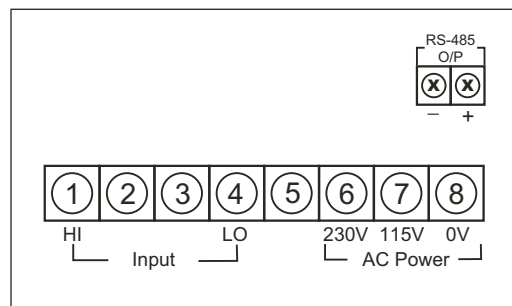 RS-485
O/P
X X
– +
1 2 3 4 5 6 7 8
HI LO 230V 115V 0V
Input AC Power